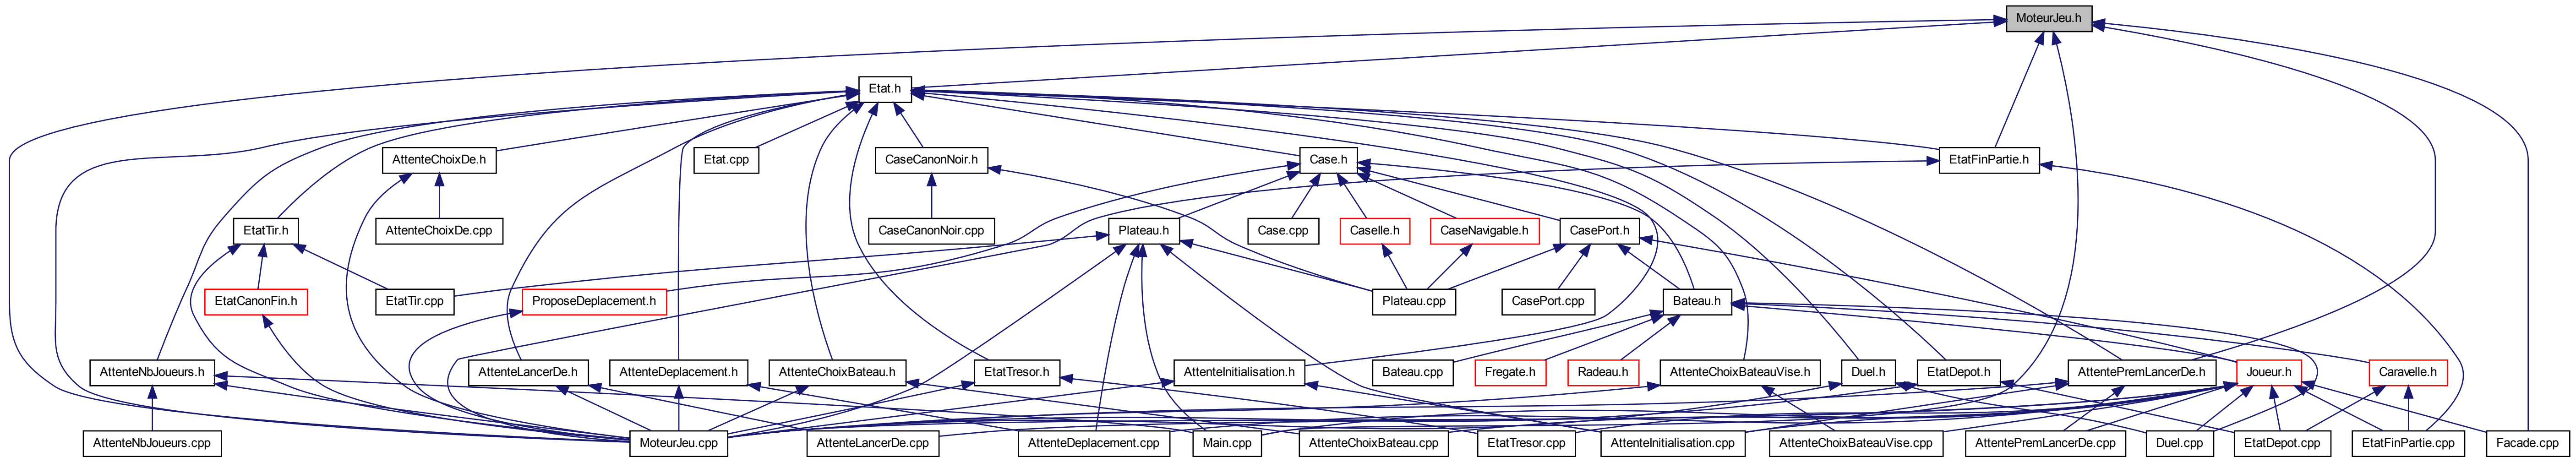 MoteurJeu.h
Etat.h
AttenteChoixDe.h
Etat.cpp
CaseCanonNoir.h
Case.h
EtatFinPartie.h
EtatTir.h
AttenteChoixDe.cpp
CaseCanonNoir.cpp
Plateau.h
Case.cpp
CaseIle.h
CaseNavigable.h
CasePort.h
EtatCanonFin.h
EtatTir.cpp
ProposeDeplacement.h
Plateau.cpp
CasePort.cpp
Bateau.h
AttenteNbJoueurs.h
AttenteLancerDe.h
AttenteDeplacement.h
AttenteChoixBateau.h
EtatTresor.h
AttenteInitialisation.h
Bateau.cpp
Fregate.h
Radeau.h
AttenteChoixBateauVise.h
Duel.h
EtatDepot.h
AttentePremLancerDe.h
Joueur.h
Caravelle.h
AttenteNbJoueurs.cpp
MoteurJeu.cpp
AttenteLancerDe.cpp
AttenteDeplacement.cpp
Main.cpp
AttenteChoixBateau.cpp
EtatTresor.cpp
AttenteInitialisation.cpp
AttenteChoixBateauVise.cpp
AttentePremLancerDe.cpp
Duel.cpp
EtatDepot.cpp
EtatFinPartie.cpp
Facade.cpp